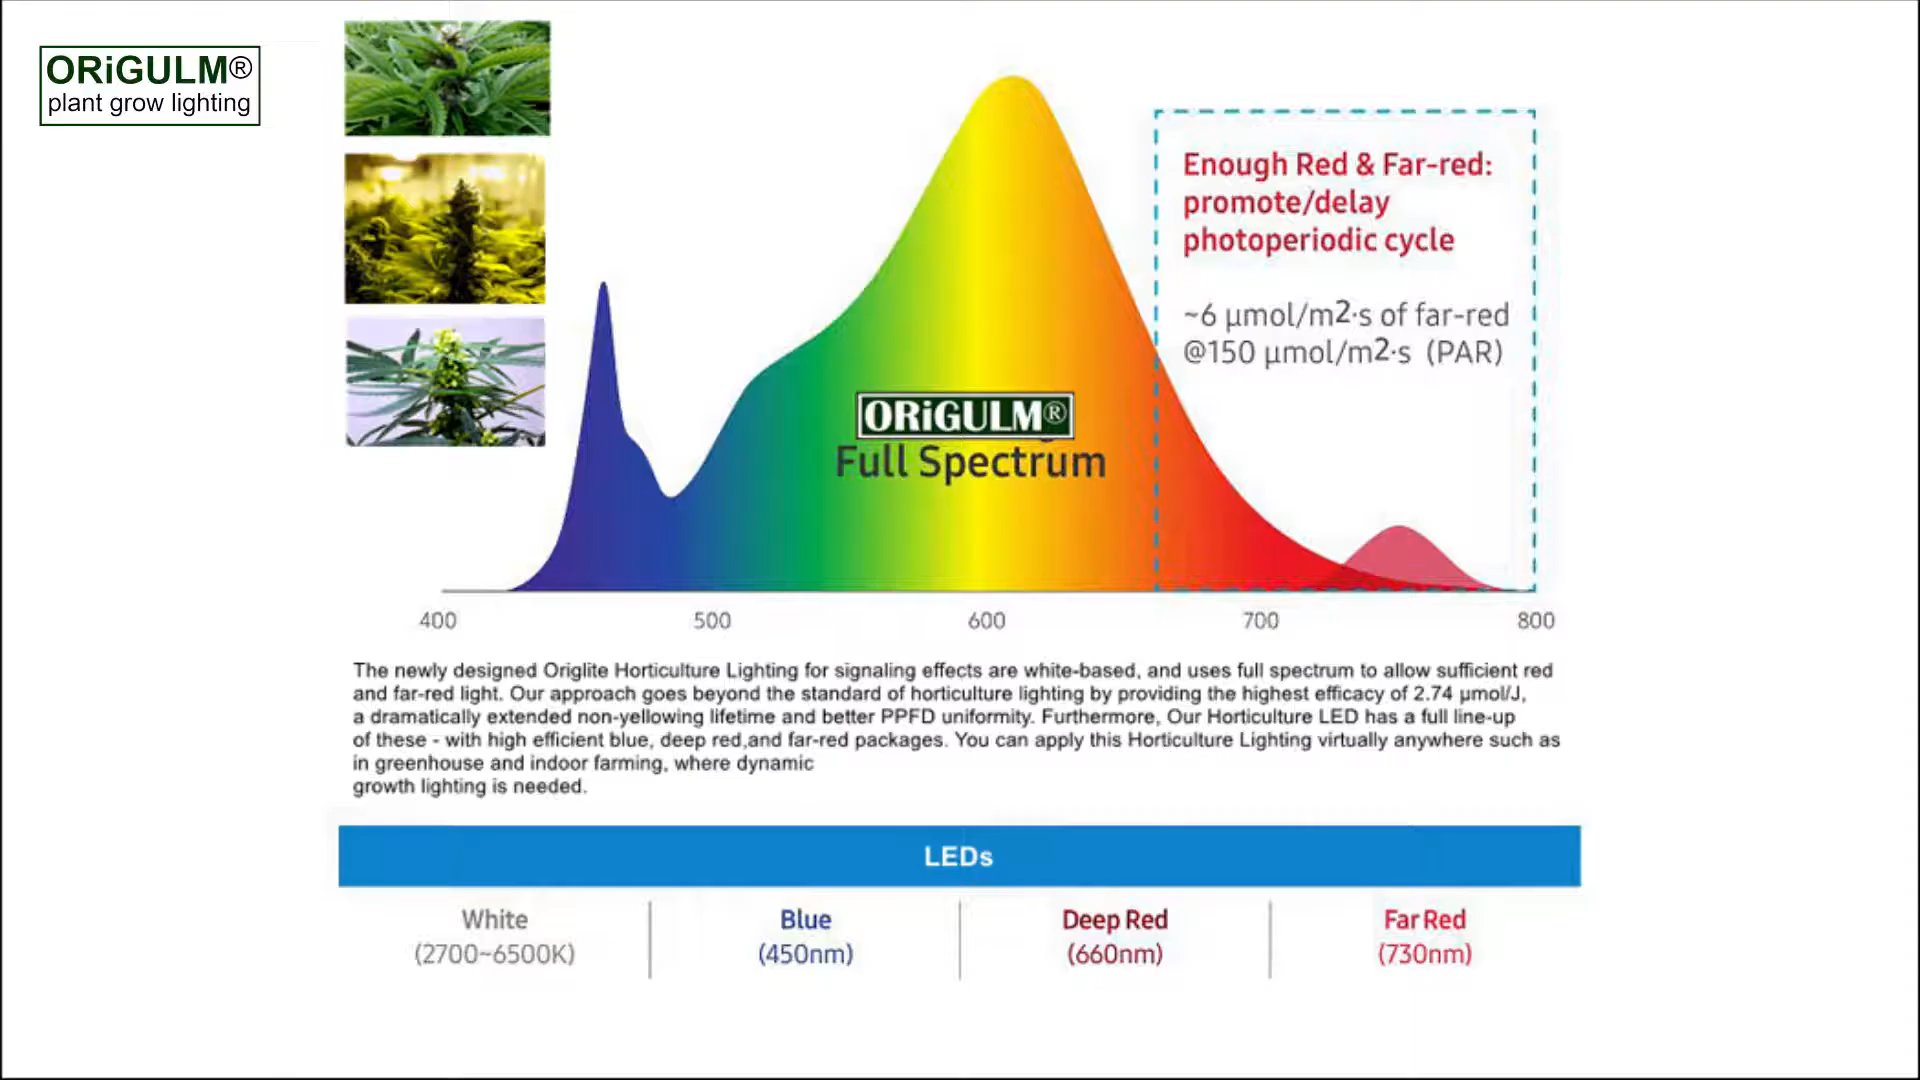 ORiGULM®
plant grow lighting
Enough Red & Far-red:
promote/delay
photoperiodic cycle
~6 µmol/m2·s of far-red
@150 µmol/m2·s (PAR)
ORiGULM®
Full Spectrum
400 500 600 700 800
The newly designed Origlite Horticulture Lighting for signaling effects are white-based, and uses full spectrum to allow sufficient red
and far-red light. Our approach goes beyond the standard of horticulture lighting by providing the highest efficacy of 2.74 µmol/J,
a dramatically extended non-yellowing lifetime and better PPFD uniformity. Furthermore, Our Horticulture LED has a full line-up
of these - with high efficient blue, deep red,and far-red packages. You can apply this Horticulture Lighting virtually anywhere such as
in greenhouse and indoor farming, where dynamic
growth lighting is needed.
LEDs
White Blue Deep Red Far Red
(2700~6500K) (450nm) (660nm) (730nm)